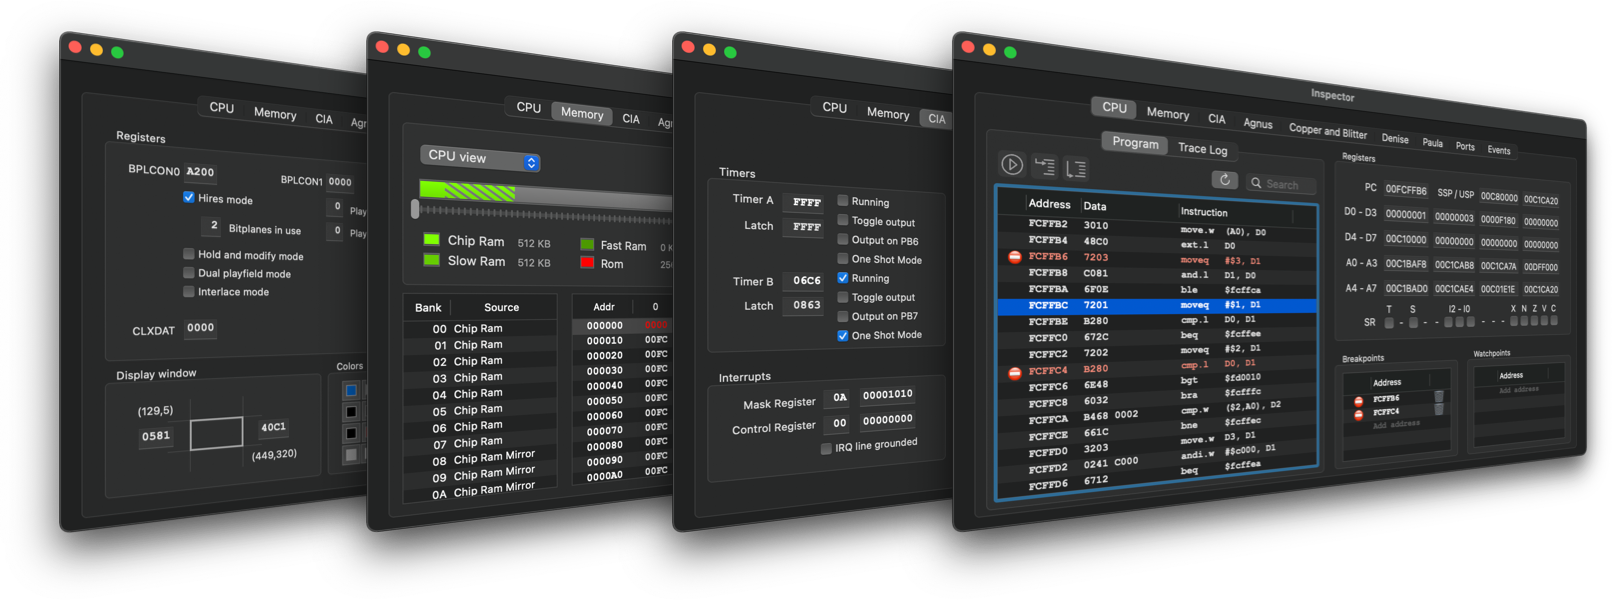 CPU Memory CIA Agn
Registers
BPLCON0 A200 BPLCON1 0000
Hires mode 0 Play
2 Bitplanes in use 0 Play
Hold and modify mode
Dual playfield mode
Interlace mode
CLXDAT 0000
Display window Colors
(129,5)
0581 40C1
(449,320)
CPU Memory CIA Ag
CPU view
Chip Ram 512 KB Fast Ram 0 K
Slow Ram 512 KB Rom 256
Bank Source Addr 0
00 Chip Ram 000000 0000
01 Chip Ram 000010 00FC
02 Chip Ram 000020 00FC
03 Chip Ram 000030 00FC
04 Chip Ram 000040 00FC
05 Chip Ram 000050 00FC
06 Chip Ram 000060 00FC
07 Chip Ram 000070 00FC
08 Chip Ram Mirror 000080 00FC
09 Chip Ram Mirror 000090 00FC
0A Chip Ram Mirror 0000A0 00FC
CPU Memory CIA
Timers
Timer A FFFF Running
Toggle output
Latch FFFF
Output on PB6
One Shot Mode
Timer B 06C6 Running
Toggle output
Latch 0863
Output on PB7
One Shot Mode
Interrupts
Mask Register 0A 00001010
Control Register 00 00000000
IRQ line grounded
Inspector
CPU Memory CIA Agnus Copper and Blitter Denise Paula Ports Events
Program Trace Log
Search
Address Data Instruction
FCFFB2 3010 move.w (A0), D0
FCFFB4 48C0 ext.l D0
FCFFB6 7203 moveq #$3, D1
FCFFB8 C081 and.l D1, D0
FCFFBA 6F0E ble $fcffca
FCFFBC 7201 moveq #$1, D1
FCFFBE B280 cmp.l D0, D1
FCFFC0 672C beq $fcffee
FCFFC2 7202 moveq #$2, D1
FCFFC4 B280 cmp.l D0, D1
FCFFC6 6E48 bgt $fd0010
FCFFC8 6032 bra $fcfffc
FCFFCA B468 0002 cmp.w ($2,A0), D2
FCFFCE 661C bne $fcffec
FCFFD0 3203 move.w D3, D1
FCFFD2 0241 C000 andi.w #$c000, D1
FCFFD6 6712 beq $fcffea
Registers
PC 00FCFFB6 SSP / USP 00C80000 00C1CA20
D0 - D3 00000001 00000003 0000F180 00000000
D4 - D7 00C10000 00000000 00000000 00000000
A0 - A3 00C1BAF8 00C1CAB8 00C1CA7A 00DFF000
A4 - A7 00C1BAD0 00C1CAE4 00C01E1E 00C1CA20
T S I2 - I0 X N Z V C
SR - - - - - -
Breakpoints
Address
FCFFB6
FCFFC4
Add address
Watchpoints
Address
Add address